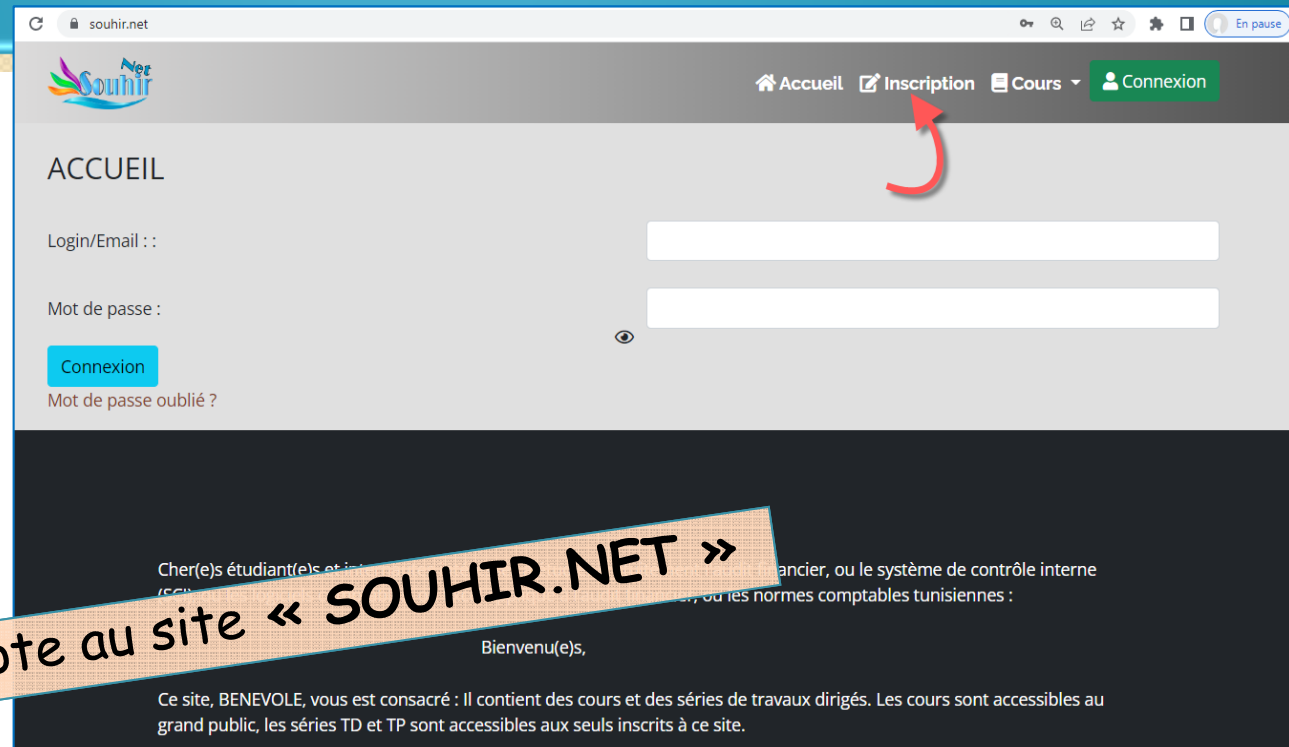 souhir.net
En pause
Souhir Net
Accueil Inscription Cours Connexion
ACCUEIL
Login/Email : :
Mot de passe :
Connexion
Mot de passe oublié ?
Cher(e)s étudiant(e)s et ancier, ou le système de contrôle interne
ou les normes comptables tunisiennes :
au site « SOUHIR.NET »
Bienvenu(e)s,
Ce site, BENEVOLE, vous est consacré : Il contient des cours et des séries de travaux dirigés. Les cours sont accessibles au
grand public, les séries TD et TP sont accessibles aux seuls inscrits à ce site.